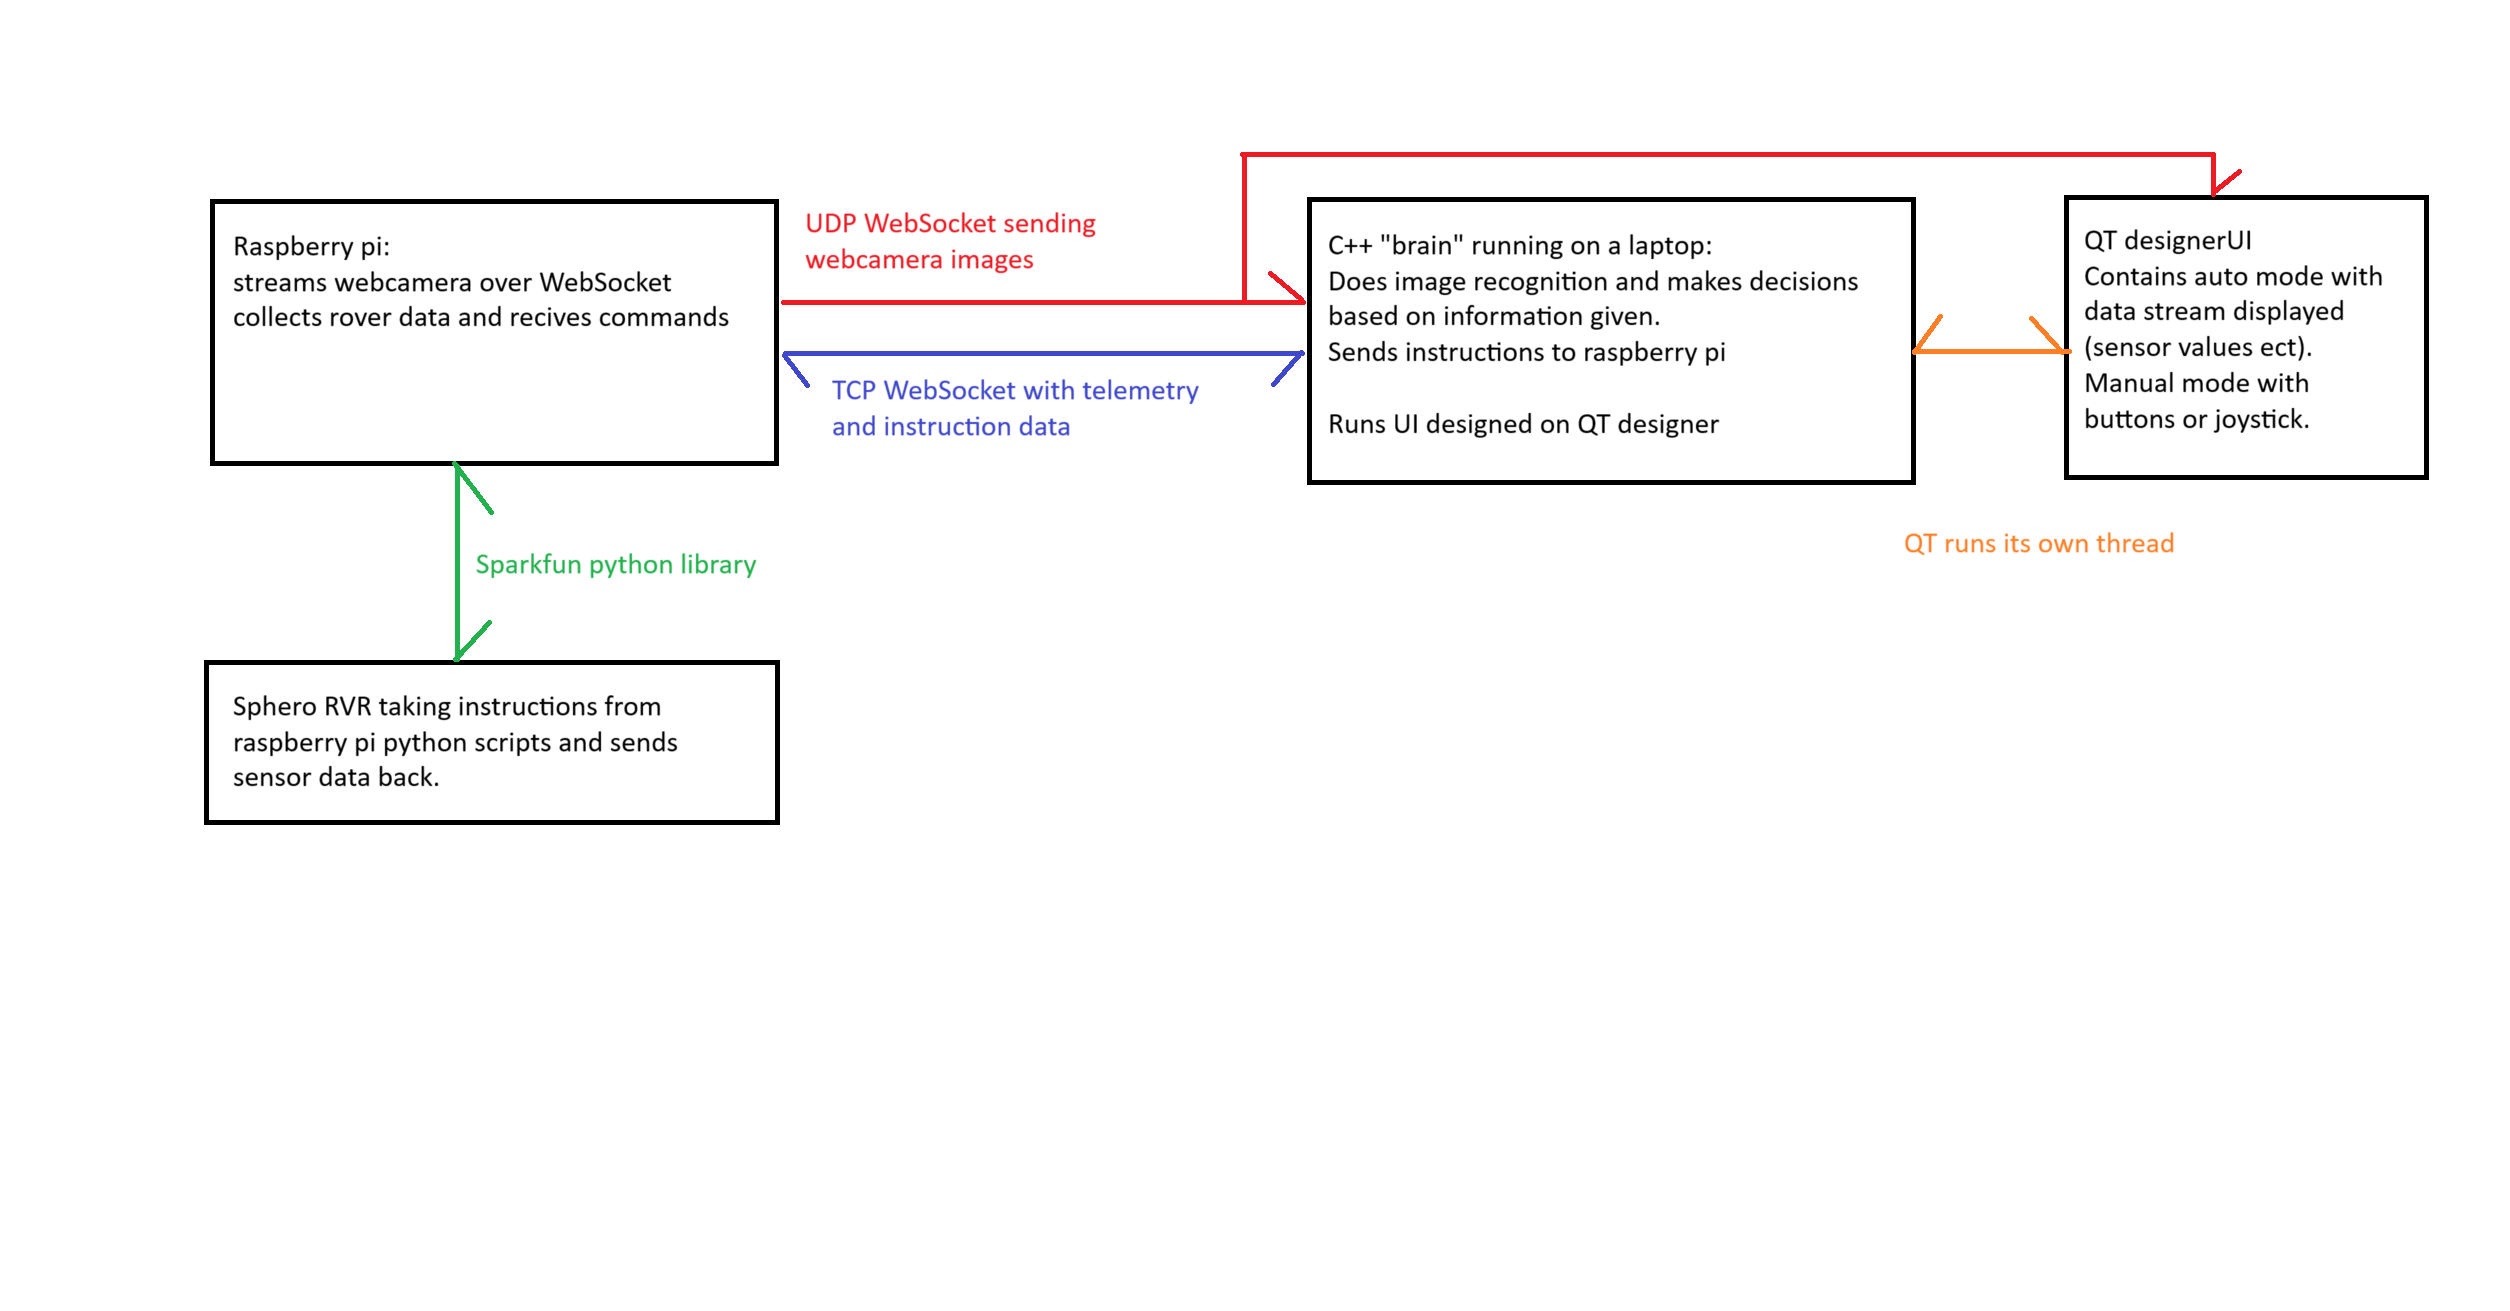 Raspberry pi:
streams webcamera over WebSocket
collects rover data and recives commands
UDP WebSocket sending
webcamera images
TCP WebSocket with telemetry
and instruction data
C++ "brain" running on a laptop:
Does image recognition and makes decisions
based on information given.
Sends instructions to raspberry pi
Runs UI designed on QT designer
QT designerUI
Contains auto mode with
data stream displayed
(sensor values ect).
Manual mode with
buttons or joystick.
QT runs its own thread
Sparkfun python library
Sphero RVR taking instructions from
raspberry pi python scripts and sends
sensor data back.